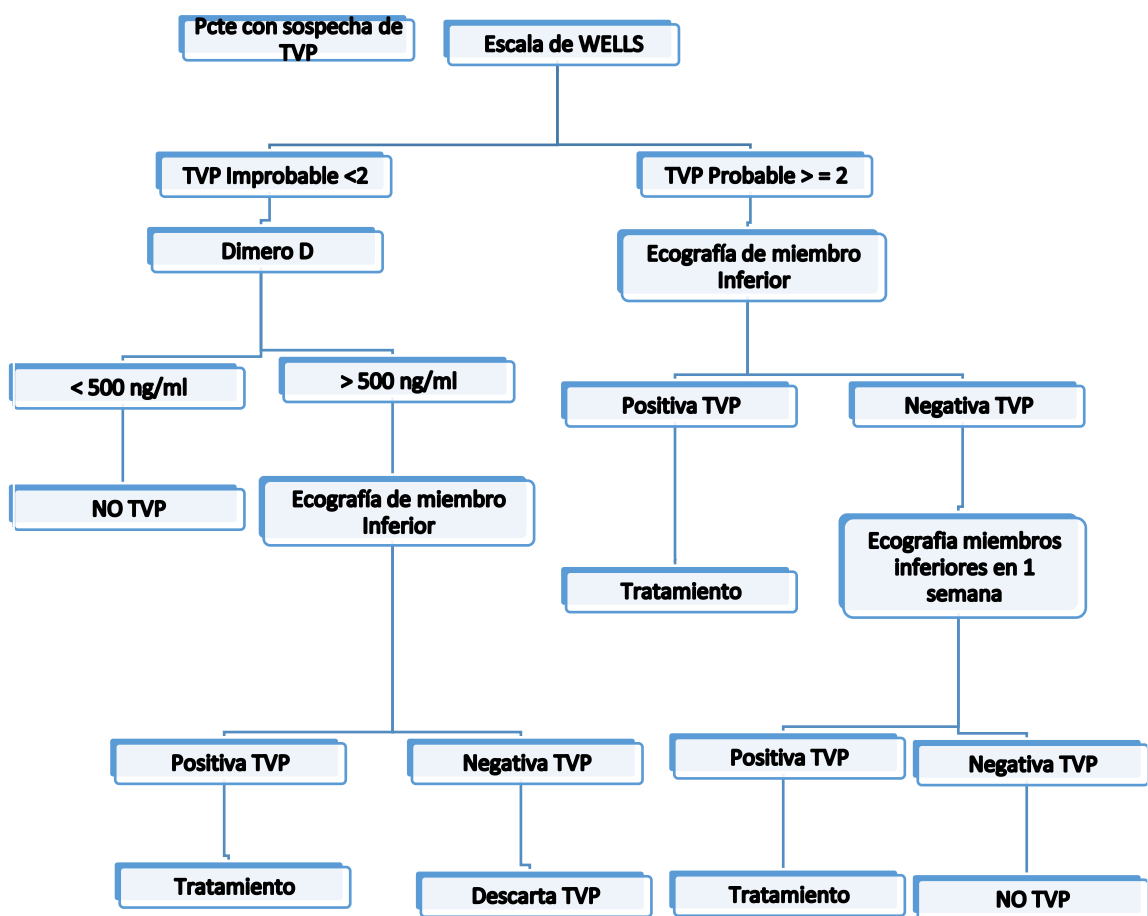 Pcte con sospecha de
TVP
Escala de WELLS
TVP Improbable <2
TVP Probable > = 2
Dimero D
Ecografía de miembro
Inferior
< 500 ng/ml
> 500 ng/ml
Positiva TVP
Negativa TVP
NO TVP
Ecografía de miembro
Inferior
Ecografia miembros
inferiores en 1
semana
Tratamiento
Positiva TVP
Negativa TVP
Positiva TVP
Negativa TVP
Tratamiento
Descarta TVP
Tratamiento
NO TVP